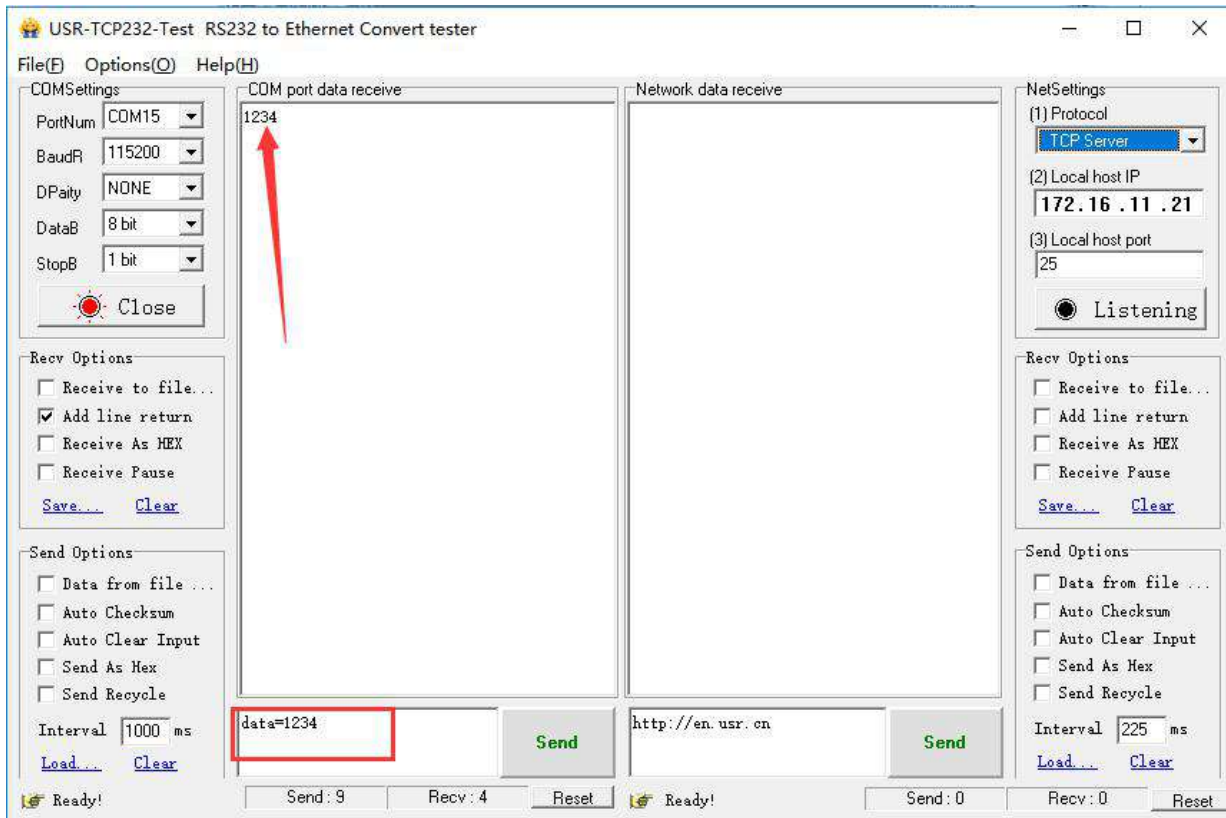 USR-TCP232-Test RS232 to Ethernet Convert tester
File(F) Options(O) Help(H)
COMSettings
PortNum COM15
BaudR 115200
DPaity NONE
DataB 8 bit
StopB 1 bit
Close
Recv Options
Receive to file...
Add line return
Receive As HEX
Receive Pause
Save... Clear
Send Options
Data from file ...
Auto Checksum
Auto Clear Input
Send As Hex
Send Recycle
Interval 1000 ms
Load... Clear
Ready!
COM port data receive
1234
data=1234
Send
Send : 9 Recv : 4 Reset
Network data receive
http://en.usr.cn
Send
Ready! Send : 0 Recv : 0 Reset
NetSettings
(1) Protocol
TCP Server
(2) Local host IP
172.16 .11 .21
(3) Local host port
25
Listening
Recv Options
Receive to file...
Add line return
Receive As HEX
Receive Pause
Save... Clear
Send Options
Data from file ...
Auto Checksum
Auto Clear Input
Send As Hex
Send Recycle
Interval 225 ms
Load... Clear